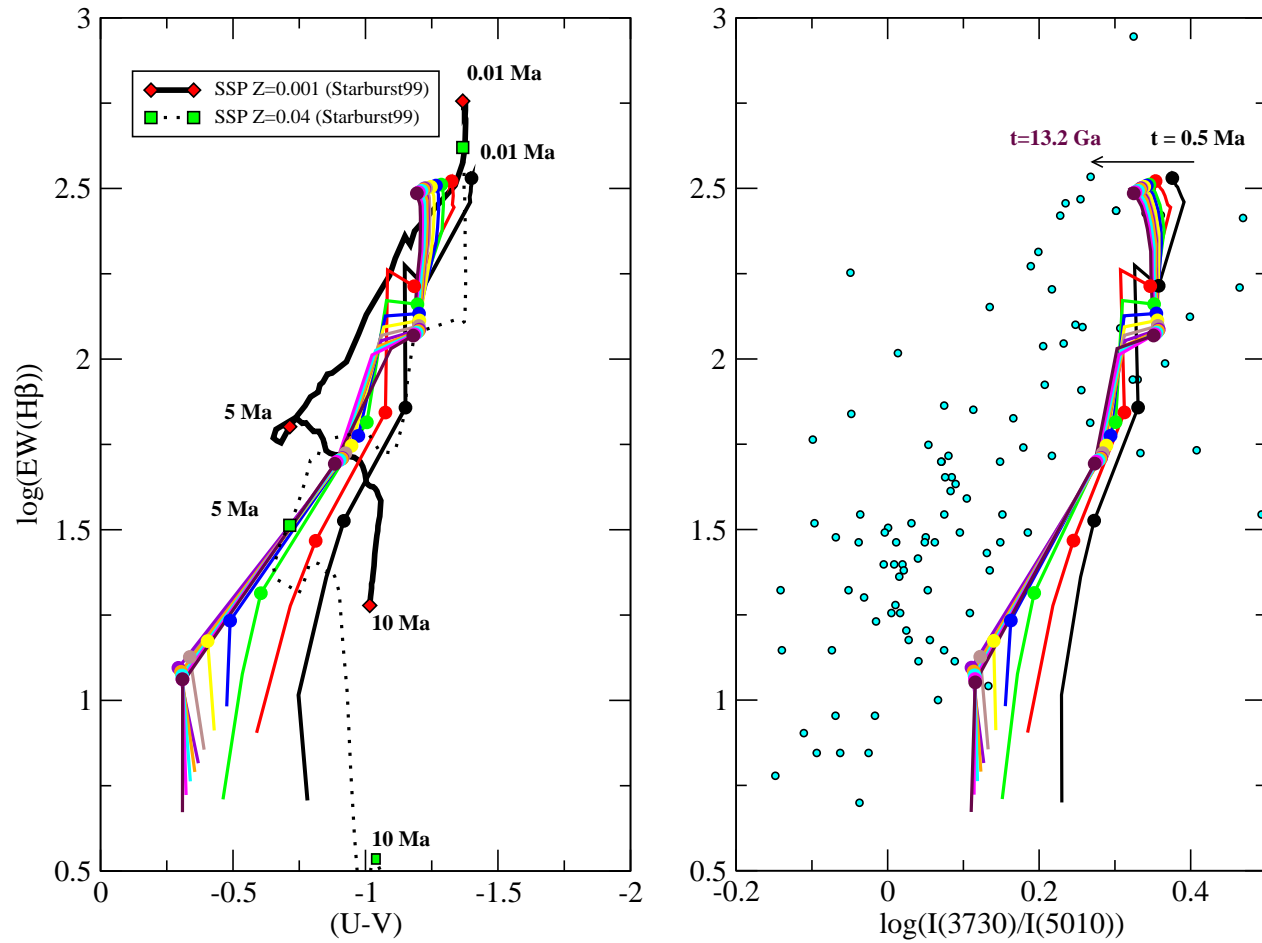 3
2.5
2
1.5
1
0.5
log(EW(Hβ))
0
-0.5
-1
-1.5
-2
(U-V)
SSP Z=0.001 (Starburst99)
SSP Z=0.04 (Starburst99)
0.01 Ma
0.01 Ma
5 Ma
5 Ma
10 Ma
10 Ma
3
2.5
2
1.5
1
0.5
t=13.2 Ga
t = 0.5 Ma
-0.2
0
0.2
0.4
log(I(3730)/I(5010))